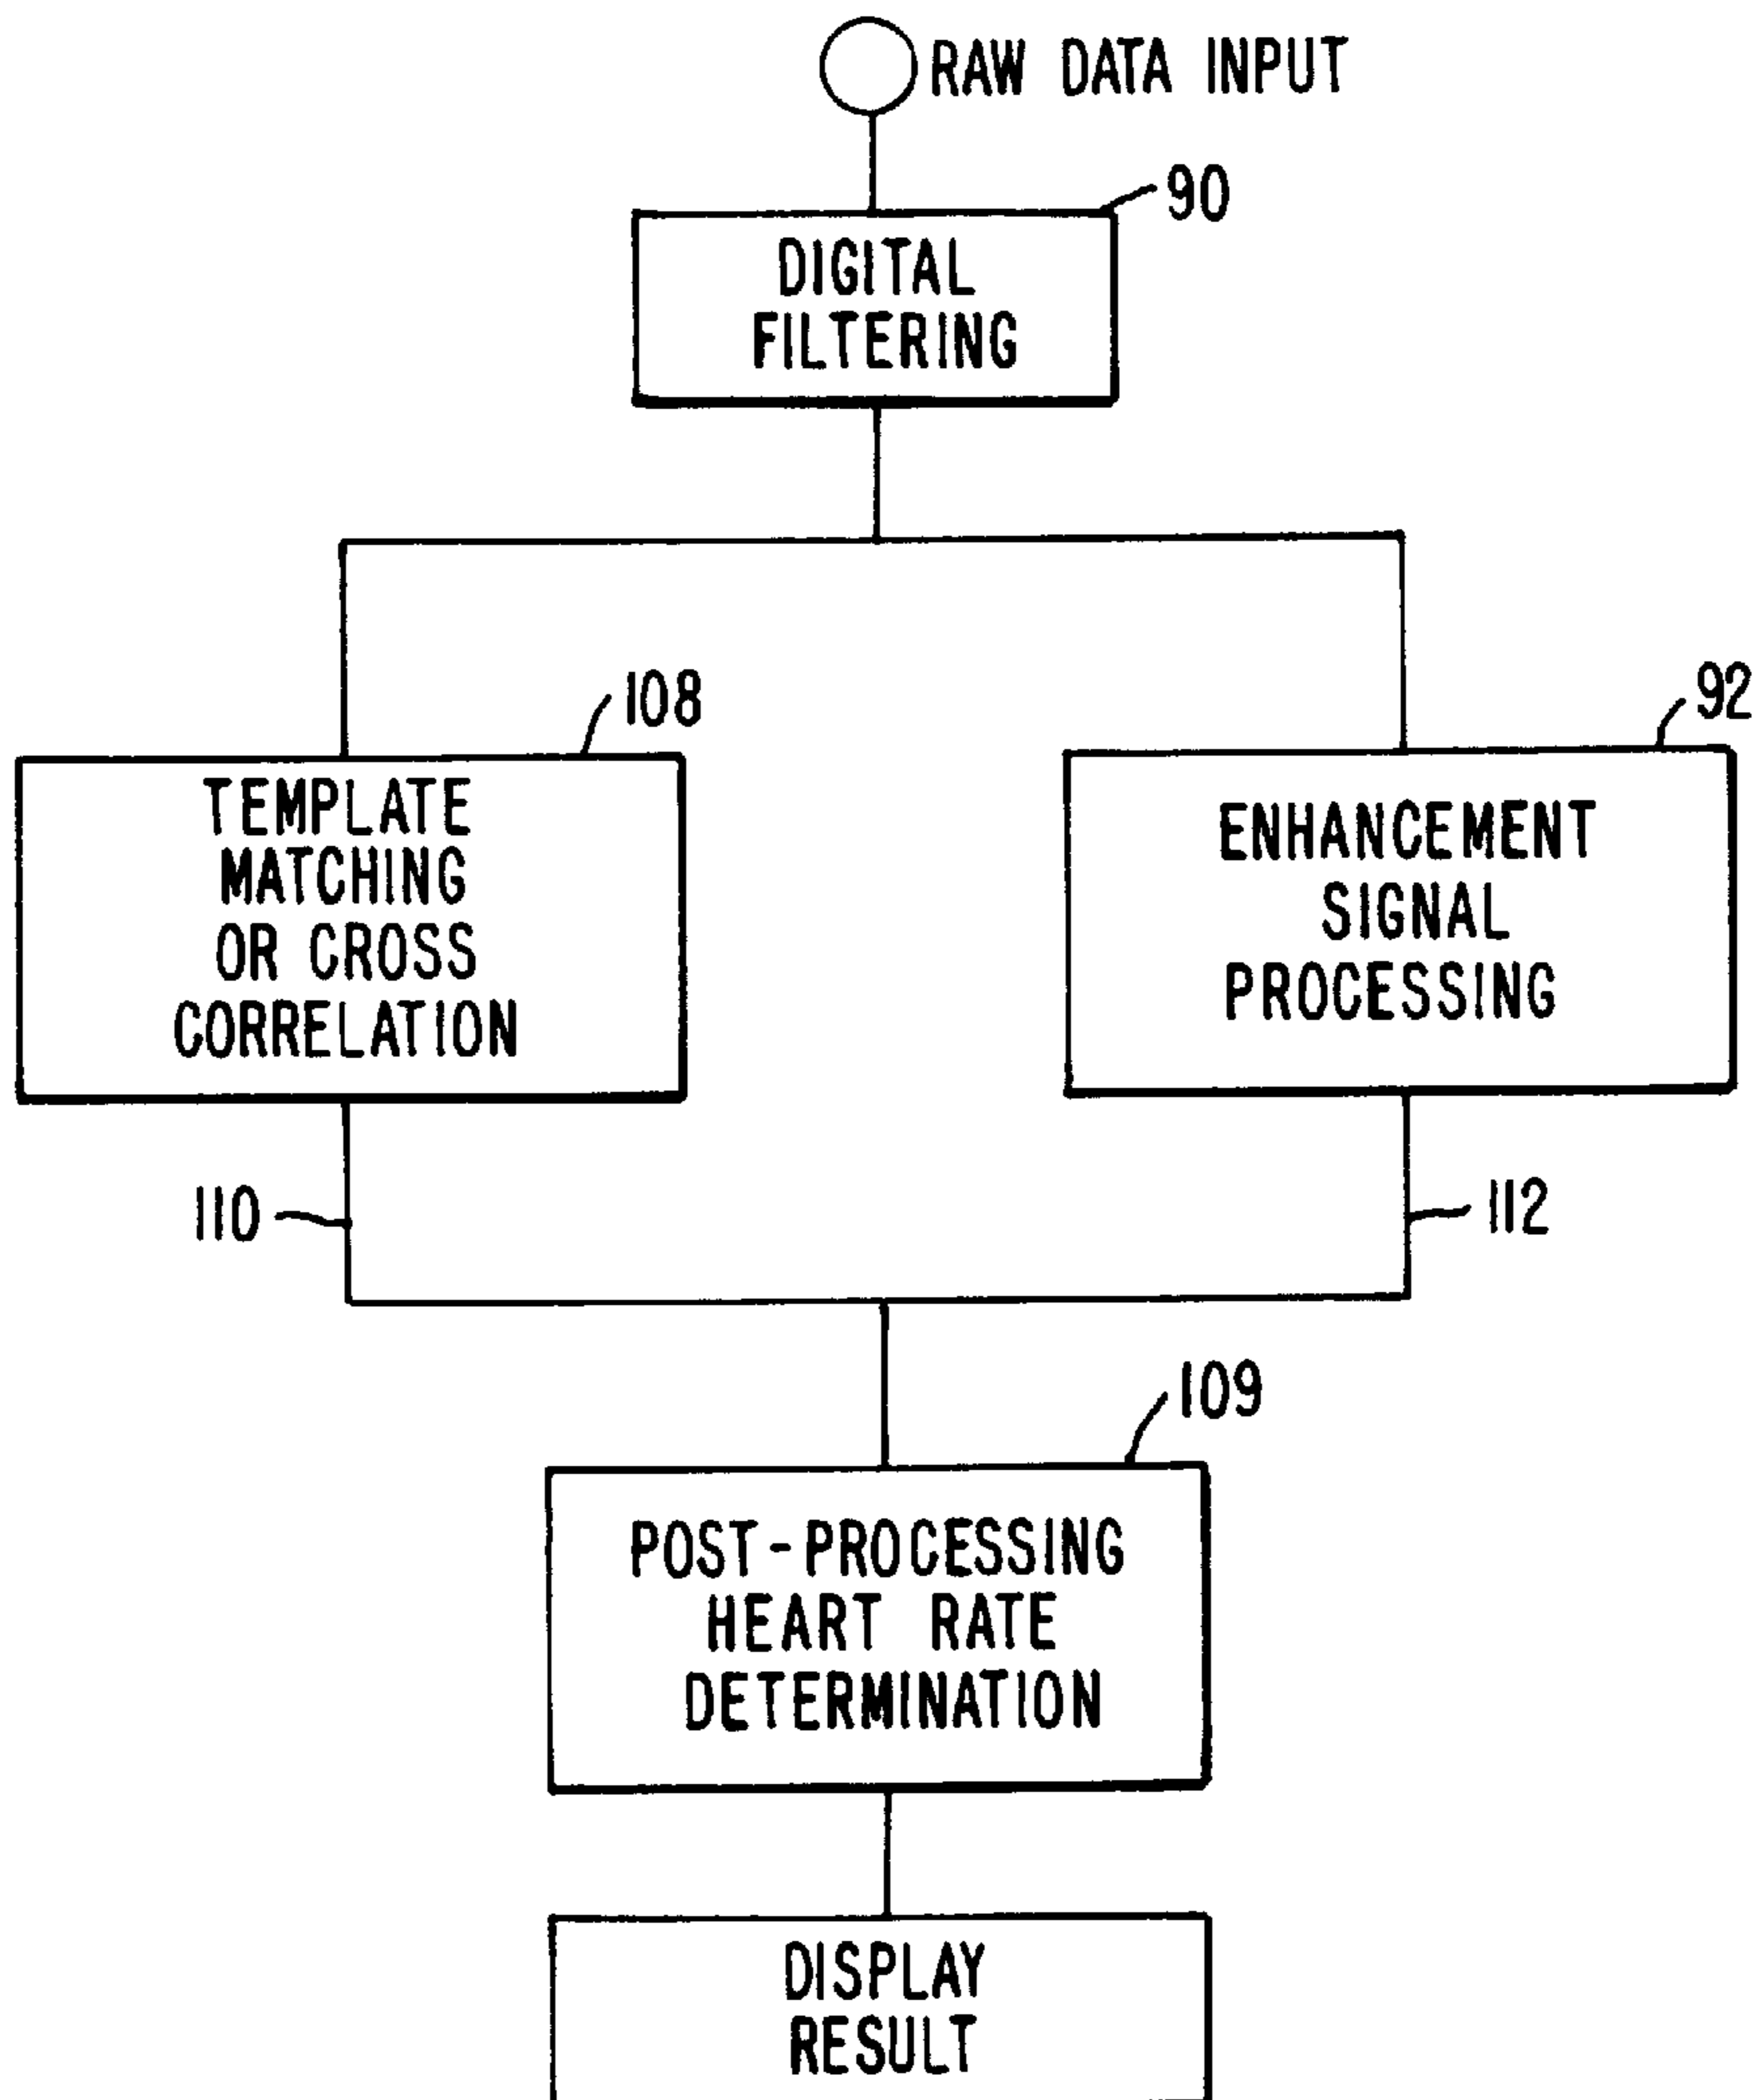 RAW DATA INPUT
90
DIGITAL
FILTERING
108
92
TEMPLATE
MATCHING
OR CROSS
CORRELATION
ENHANCEMENT
SIGNAL
PROCESSING
110
112
109
POST-PROCESSING
HEART RATE
DETERMINATION
DISPLAY
RESULT